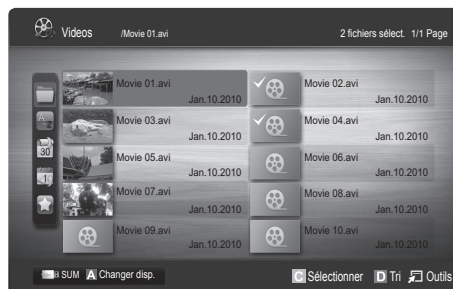 Videos /Movie 01.avi 2 fichiers sélect. 1/1 Page
Movie 01.avi
Jan.10.2010
Movie 02.avi
Jan.10.2010
Movie 03.avi
Jan.10.2010
Movie 04.avi
Jan.10.2010
Movie 05.avi
Jan.10.2010
Movie 06.avi
Jan.10.2010
Movie 07.avi
Jan.10.2010
Movie 08.avi
Jan.10.2010
Movie 09.avi
Jan.10.2010
Movie 10.avi
Jan.10.2010
A Z
30
1
SUM A Changer disp. C Sélectionner D Tri Outils